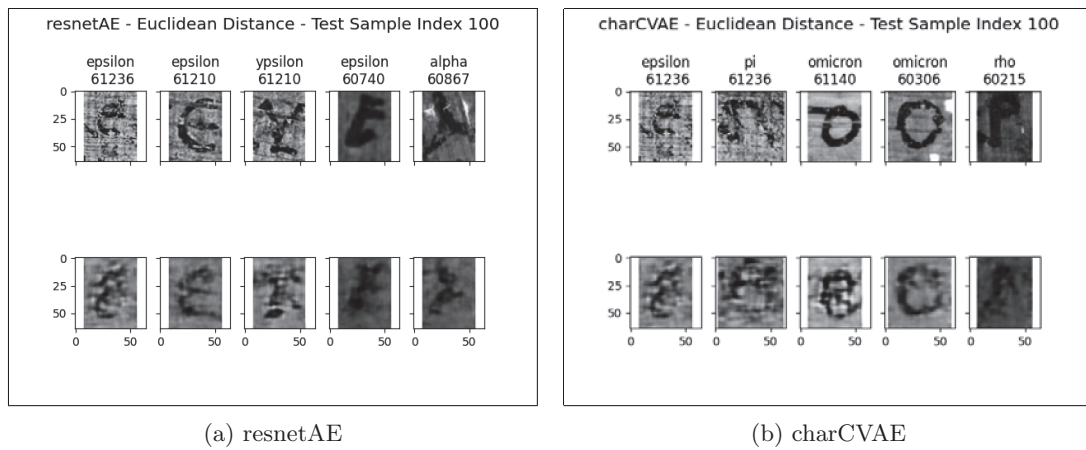 resnetAE - Euclidean Distance - Test Sample Index 100
epsilon epsilon ypsilon epsilon alpha
61236 61210 61210 60740 60867
0
25
50
0
25
50
0 50 0 50 0 50 0 50 0 50
(a) resnetAE
charCVAE - Euclidean Distance - Test Sample Index 100
epsilon pi omicron omicron rho
61236 61236 61140 60306 60215
0
25
50
0
25
50
0 50 0 50 0 50 0 50 0 50
(b) charCVAE